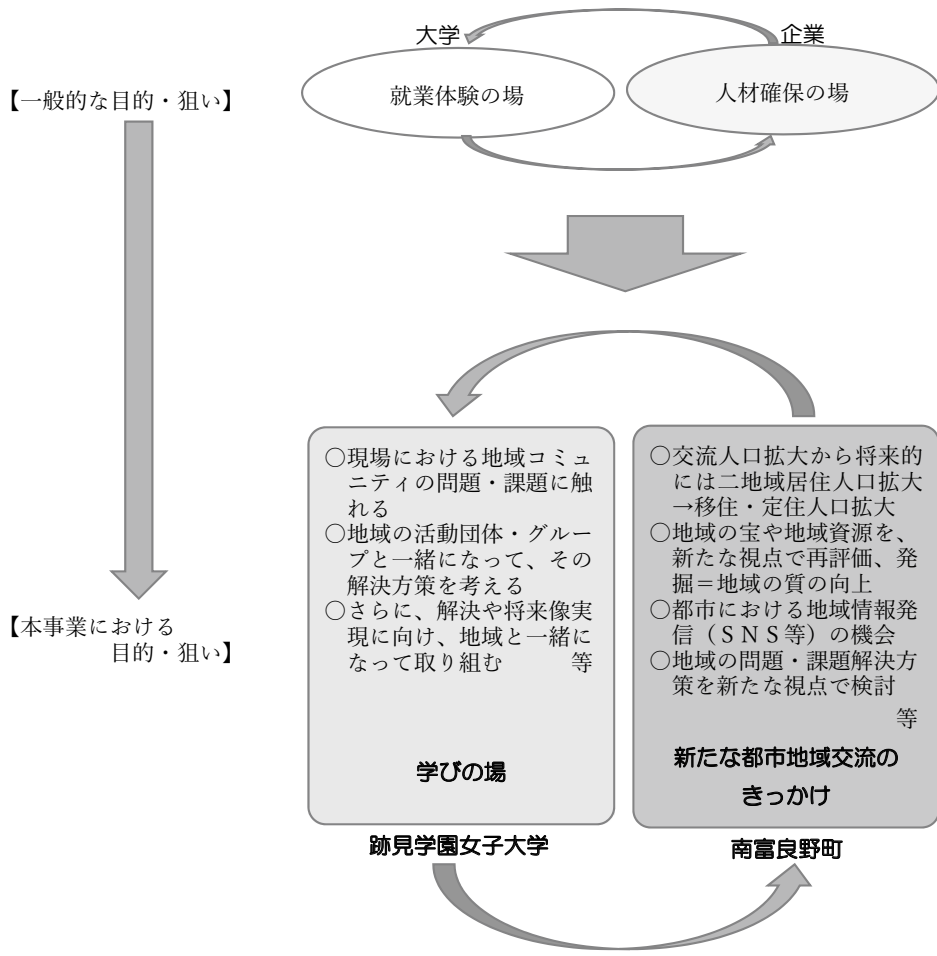 大学
企業
【一般的な目的・狙い】
就業体験の場
人材確保の場
○現場における地域コミュ
ニティの問題・課題に触
れる
○地域の活動団体・グルー
プと一緒になって、その
解決方策を考える
○さらに、解決や将来像実
現に向け、地域と一緒に
なって取り組む　　　等
学びの場
跡見学園女子大学
○交流人口拡大から将来的
には二地域居住人口拡大
→移住・定住人口拡大
○地域の宝や地域資源を、
新たな視点で再評価、発
掘＝地域の質の向上
○都市における地域情報発
信（ＳＮＳ等）の機会
○地域の問題・課題解決方
策を新たな視点で検討
等
新たな都市地域交流の
きっかけ
南富良野町
【本事業における
目的・狙い】